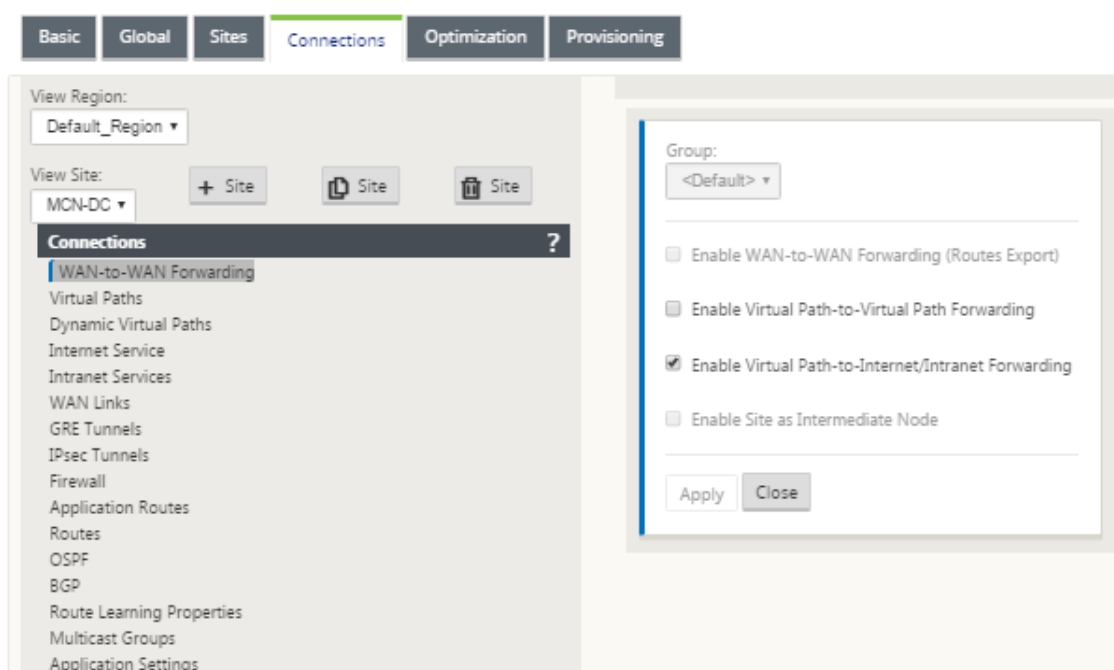 Basic Global Sites Connections Optimization Provisioning
View Region:
Default_Region
View Site:
MCN-DC
+ Site Site Site
Connections ?
WAN-to-WAN Forwarding
Virtual Paths
Dynamic Virtual Paths
Internet Service
Intranet Services
WAN Links
GRE Tunnels
IPsec Tunnels
Firewall
Application Routes
Routes
OSPF
BGP
Route Learning Properties
Multicast Groups
Application Settings
Group:
<Default>
Enable WAN-to-WAN Forwarding (Routes Export)
Enable Virtual Path-to-Virtual Path Forwarding
Enable Virtual Path-to-Internet/Intranet Forwarding
Enable Site as Intermediate Node
Apply Close